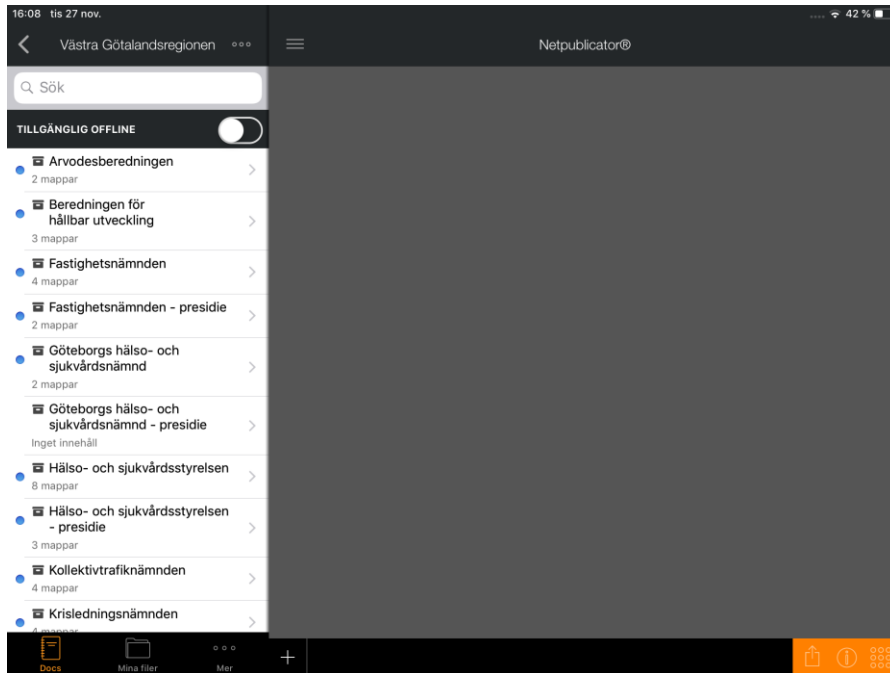 16:08 tis 27 nov.
42 %
Västra Götalandsregionen
Netpublicator®
Sök
TILLGÄNGLIG OFFLINE
Arvodesberedningen
2 mappar
Beredningen för
hållbar utveckling
3 mappar
Fastighetsnämnden
4 mappar
Fastighetsnämnden - presidie
2 mappar
Göteborgs hälso- och
sjukvårdsnämnd
2 mappar
Göteborgs hälso- och
sjukvårdsnämnd - presidie
Inget innehåll
Hälso- och sjukvårdsstyrelsen
8 mappar
Hälso- och sjukvårdsstyrelsen
- presidie
3 mappar
Kollektivtrafiknämnden
4 mappar
Krisledningsnämnden
4 mappar
Docs
Mina filer
Mer